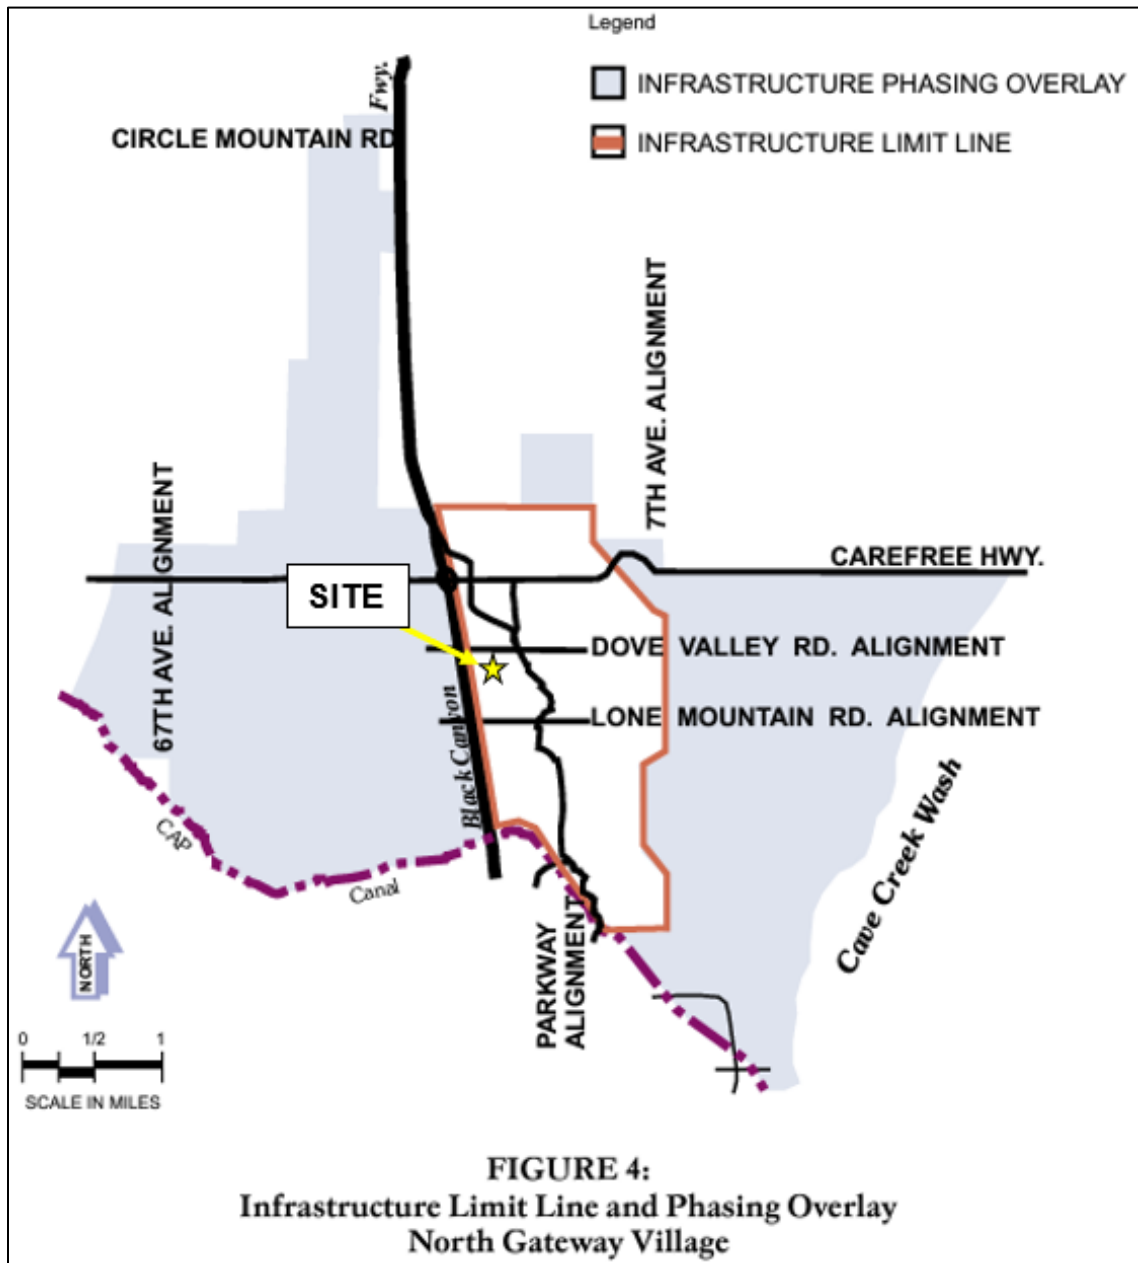 Legend
INFRASTRUCTURE PHASING OVERLAY
INFRASTRUCTURE LIMIT LINE
Fwy.
CIRCLE MOUNTAIN RD
7TH AVE. ALIGNMENT
67TH AVE. ALIGNMENT
CAREFREE HWY.
SITE
DOVE VALLEY RD. ALIGNMENT
LONE MOUNTAIN RD. ALIGNMENT
Black Canyon
CAP
Canal
Cave Creek Wash
NORTH
PARKWAY
ALIGNMENT
0 1/2 1
SCALE IN MILES
FIGURE 4:
Infrastructure Limit Line and Phasing Overlay
North Gateway Village